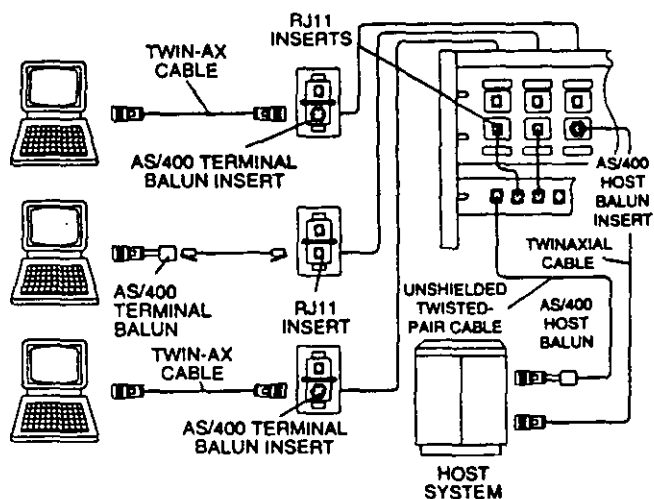 RJ11
INSERTS
TWIN-AX
CABLE
AS/400 TERMINAL
BALUN INSERT
AS/400
HOST
BALUN
INSERT
TWINAXIAL
CABLE
AS/400
TERMINAL
BALUN
RJ11
INSERT
UNSHIELDED
TWISTED-
PAIR CABLE
AS/400
HOST
BALUN
TWIN-AX
CABLE
AS/400 TERMINAL
BALUN INSERT
HOST
SYSTEM